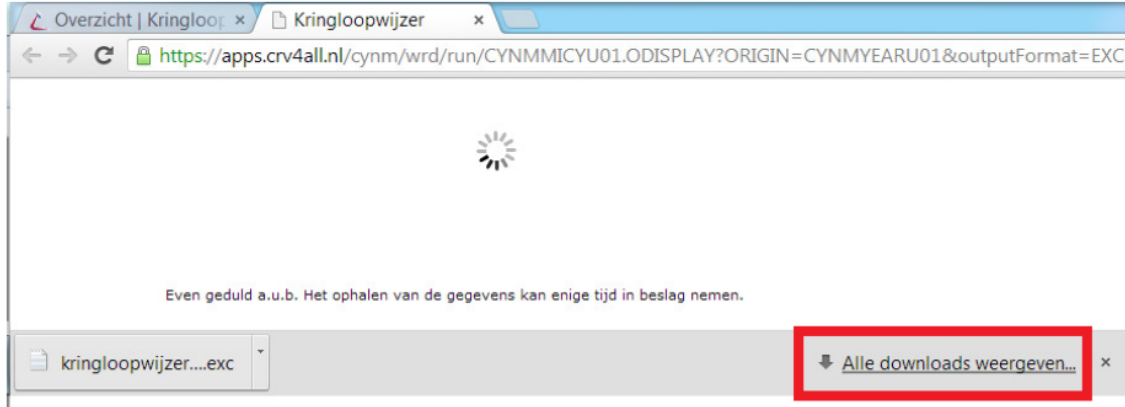 Overzicht | Kringloop
Kringloopwijzer
https://apps.crv4all.nl/cynm/wrd/run/CYNMMICYU01.ODISPLAY?ORIGIN=CYNMYEARU01&outputFormat=EXC
Even geduld a.u.b. Het ophalen van de gegevens kan enige tijd in beslag nemen.
kringloopwijzer....exc
Alle downloads weergeven...